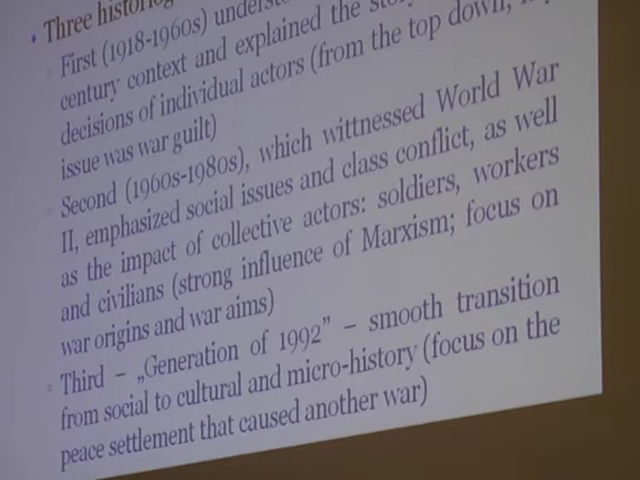 • Three
First (1918-1960s)
century context and explained the
decisions of individual actors (from the top down,
issue was war guilt)
Second (1960s-1980s), which wittnessed World War
II, emphasized social issues and class conflict, as well
as the impact of collective actors: soldiers, workers
and civilians (strong influence of Marxism; focus on
war origins and war aims)
Third – „Generation of 1992” – smooth transition
from social to cultural and micro-history (focus on the
peace settlement that caused another war)